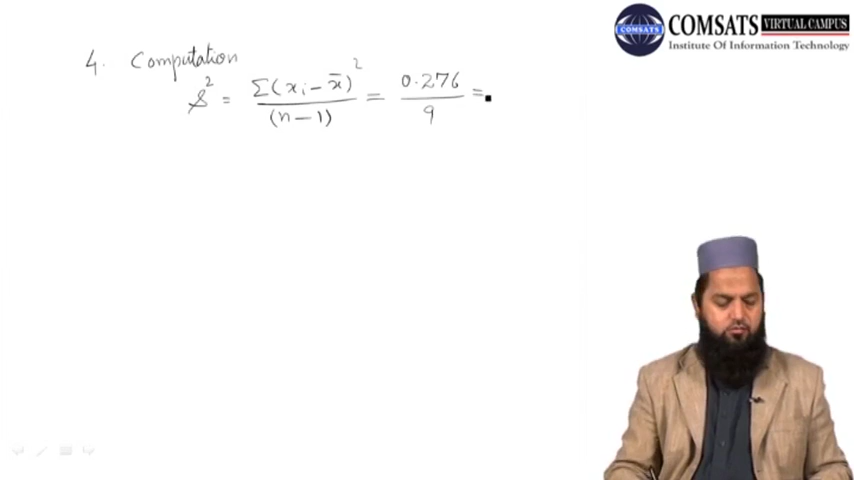 COMSATS VIRTUAL CAMPUS
COMSATS
Institute Of Information Technology
4. Computation
s² = Σ(xᵢ − x̄)² / (n − 1) = 0.276 / 9 =